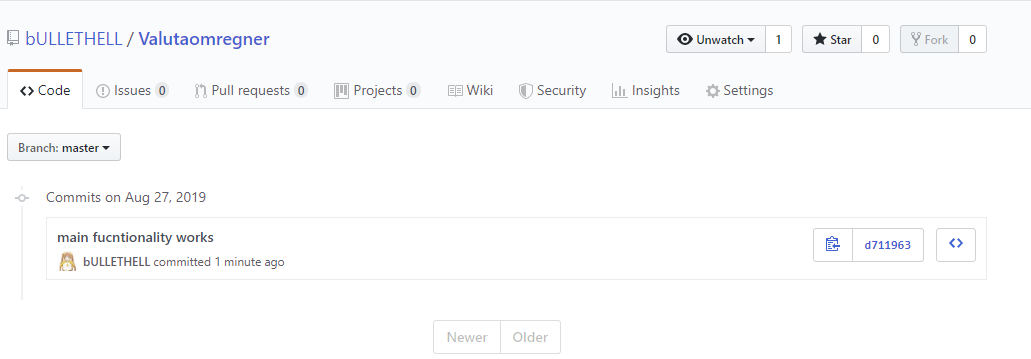 bULLETHELL / Valutaomregner
Unwatch 1 Star 0 Fork 0
Code Issues 0 Pull requests 0 Projects 0 Wiki Security Insights Settings
Branch: master
Commits on Aug 27, 2019
main fucntionality works
d711963
bULLETHELL committed 1 minute ago
Newer Older